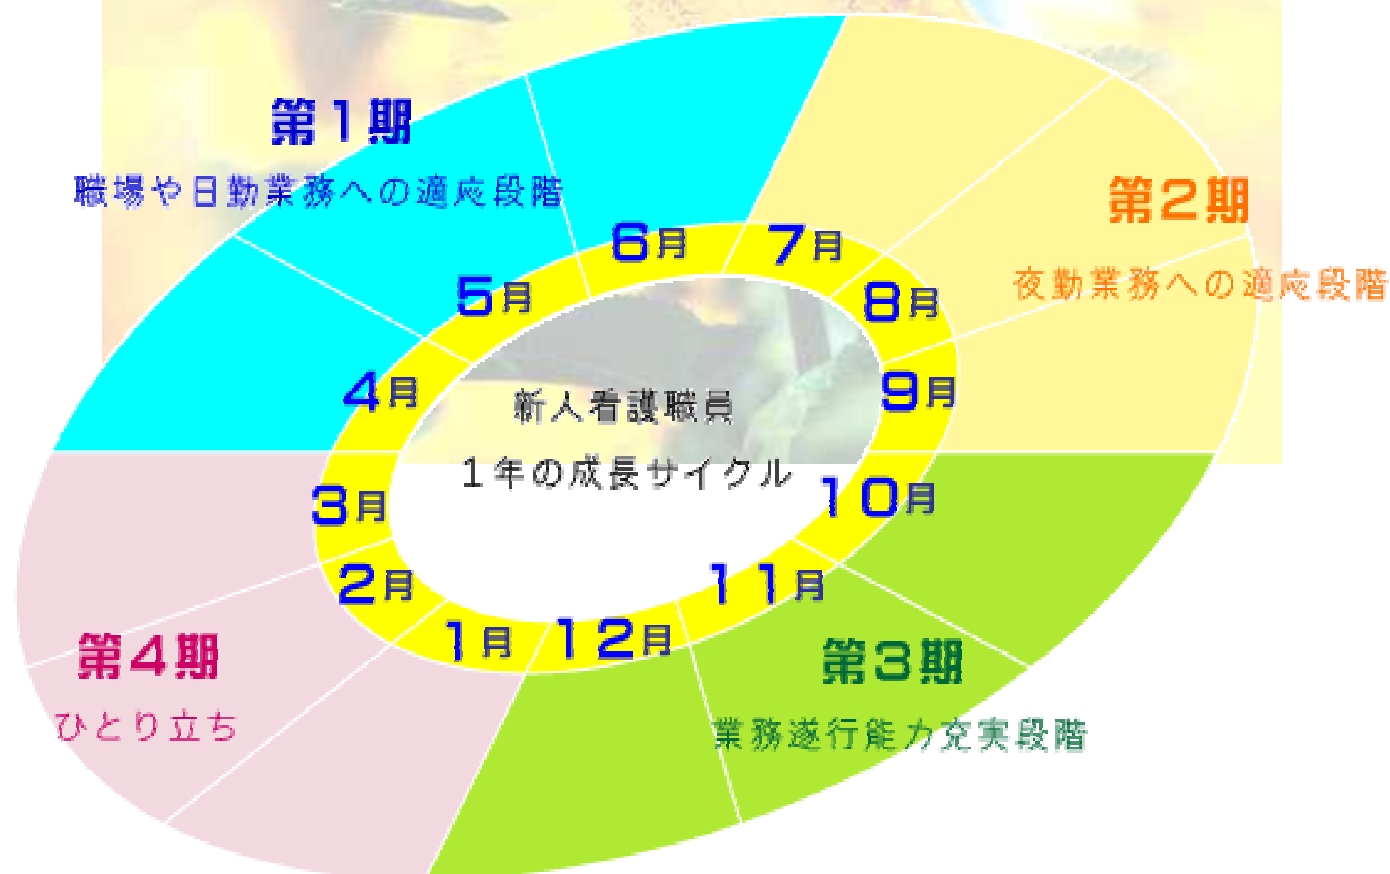 第1期
職場や日勤業務への適応段階
第2期
夜勤業務への適応段階
6月
7月
5月
8月
4月
9月
新人看護職員
1年の成長サイクル
3月
10月
2月
11月
1月
12月
第4期
ひとり立ち
第3期
業務遂行能力充実段階